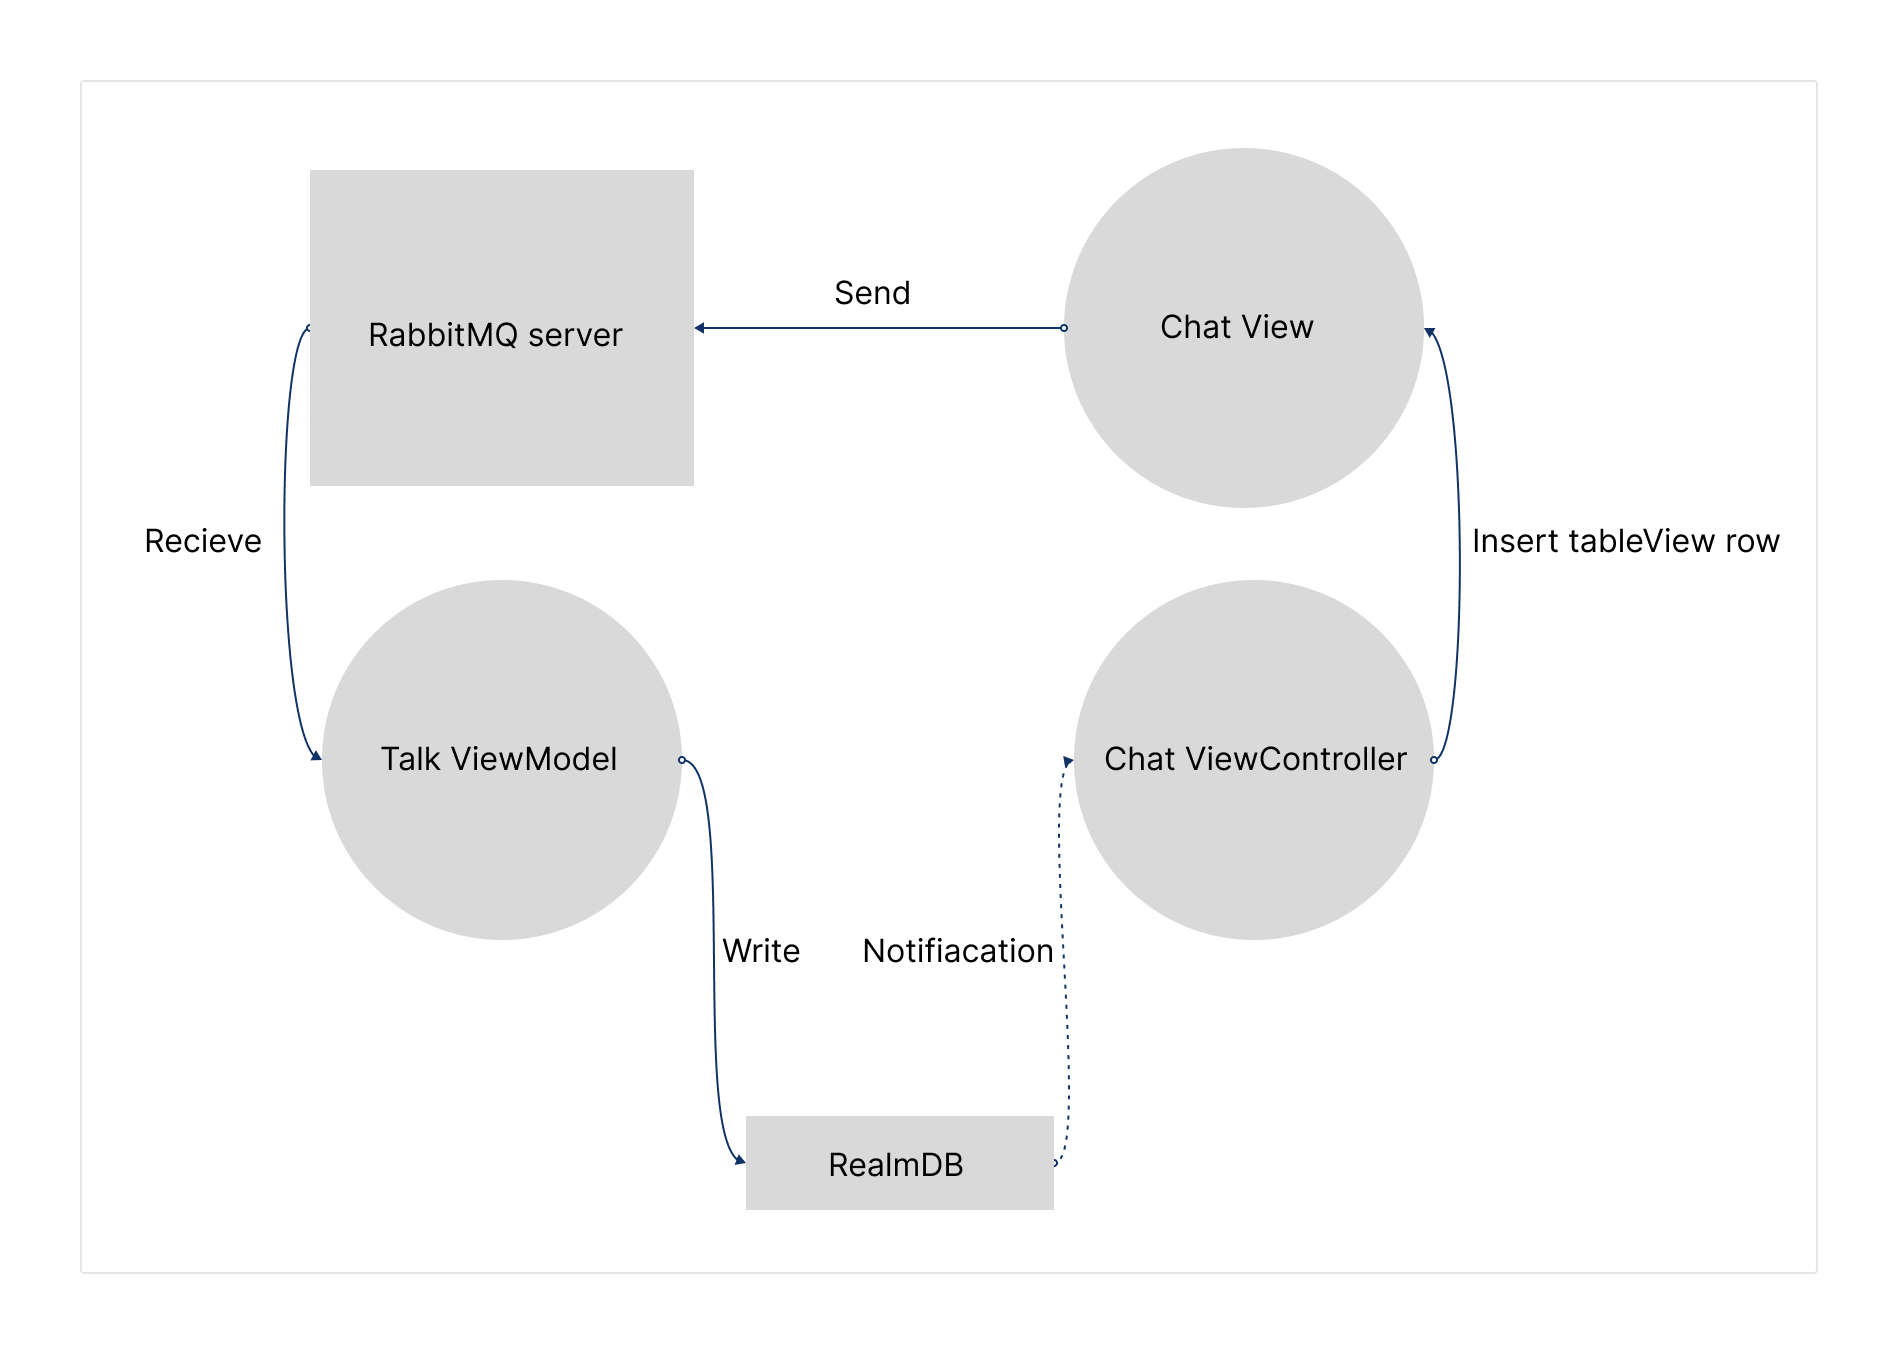 Send
RabbitMQ server
Chat View
Recieve
Insert tableView row
Talk ViewModel
Chat ViewController
Write
Notifiacation
RealmDB